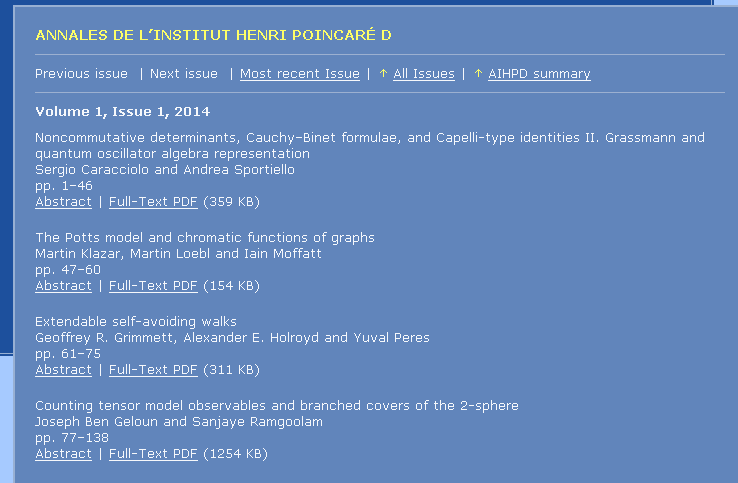 ANNALES DE L'INSTITUT HENRI POINCARÉ D
Previous issue | Next issue | Most recent Issue | ↑ All Issues | ↑ AIHPD summary
Volume 1, Issue 1, 2014
Noncommutative determinants, Cauchy–Binet formulae, and Capelli-type identities II. Grassmann and
quantum oscillator algebra representation
Sergio Caracciolo and Andrea Sportiello
pp. 1–46
Abstract | Full-Text PDF (359 KB)
The Potts model and chromatic functions of graphs
Martin Klazar, Martin Loebl and Iain Moffatt
pp. 47–60
Abstract | Full-Text PDF (154 KB)
Extendable self-avoiding walks
Geoffrey R. Grimmett, Alexander E. Holroyd and Yuval Peres
pp. 61–75
Abstract | Full-Text PDF (311 KB)
Counting tensor model observables and branched covers of the 2-sphere
Joseph Ben Geloun and Sanjaye Ramgoolam
pp. 77–138
Abstract | Full-Text PDF (1254 KB)